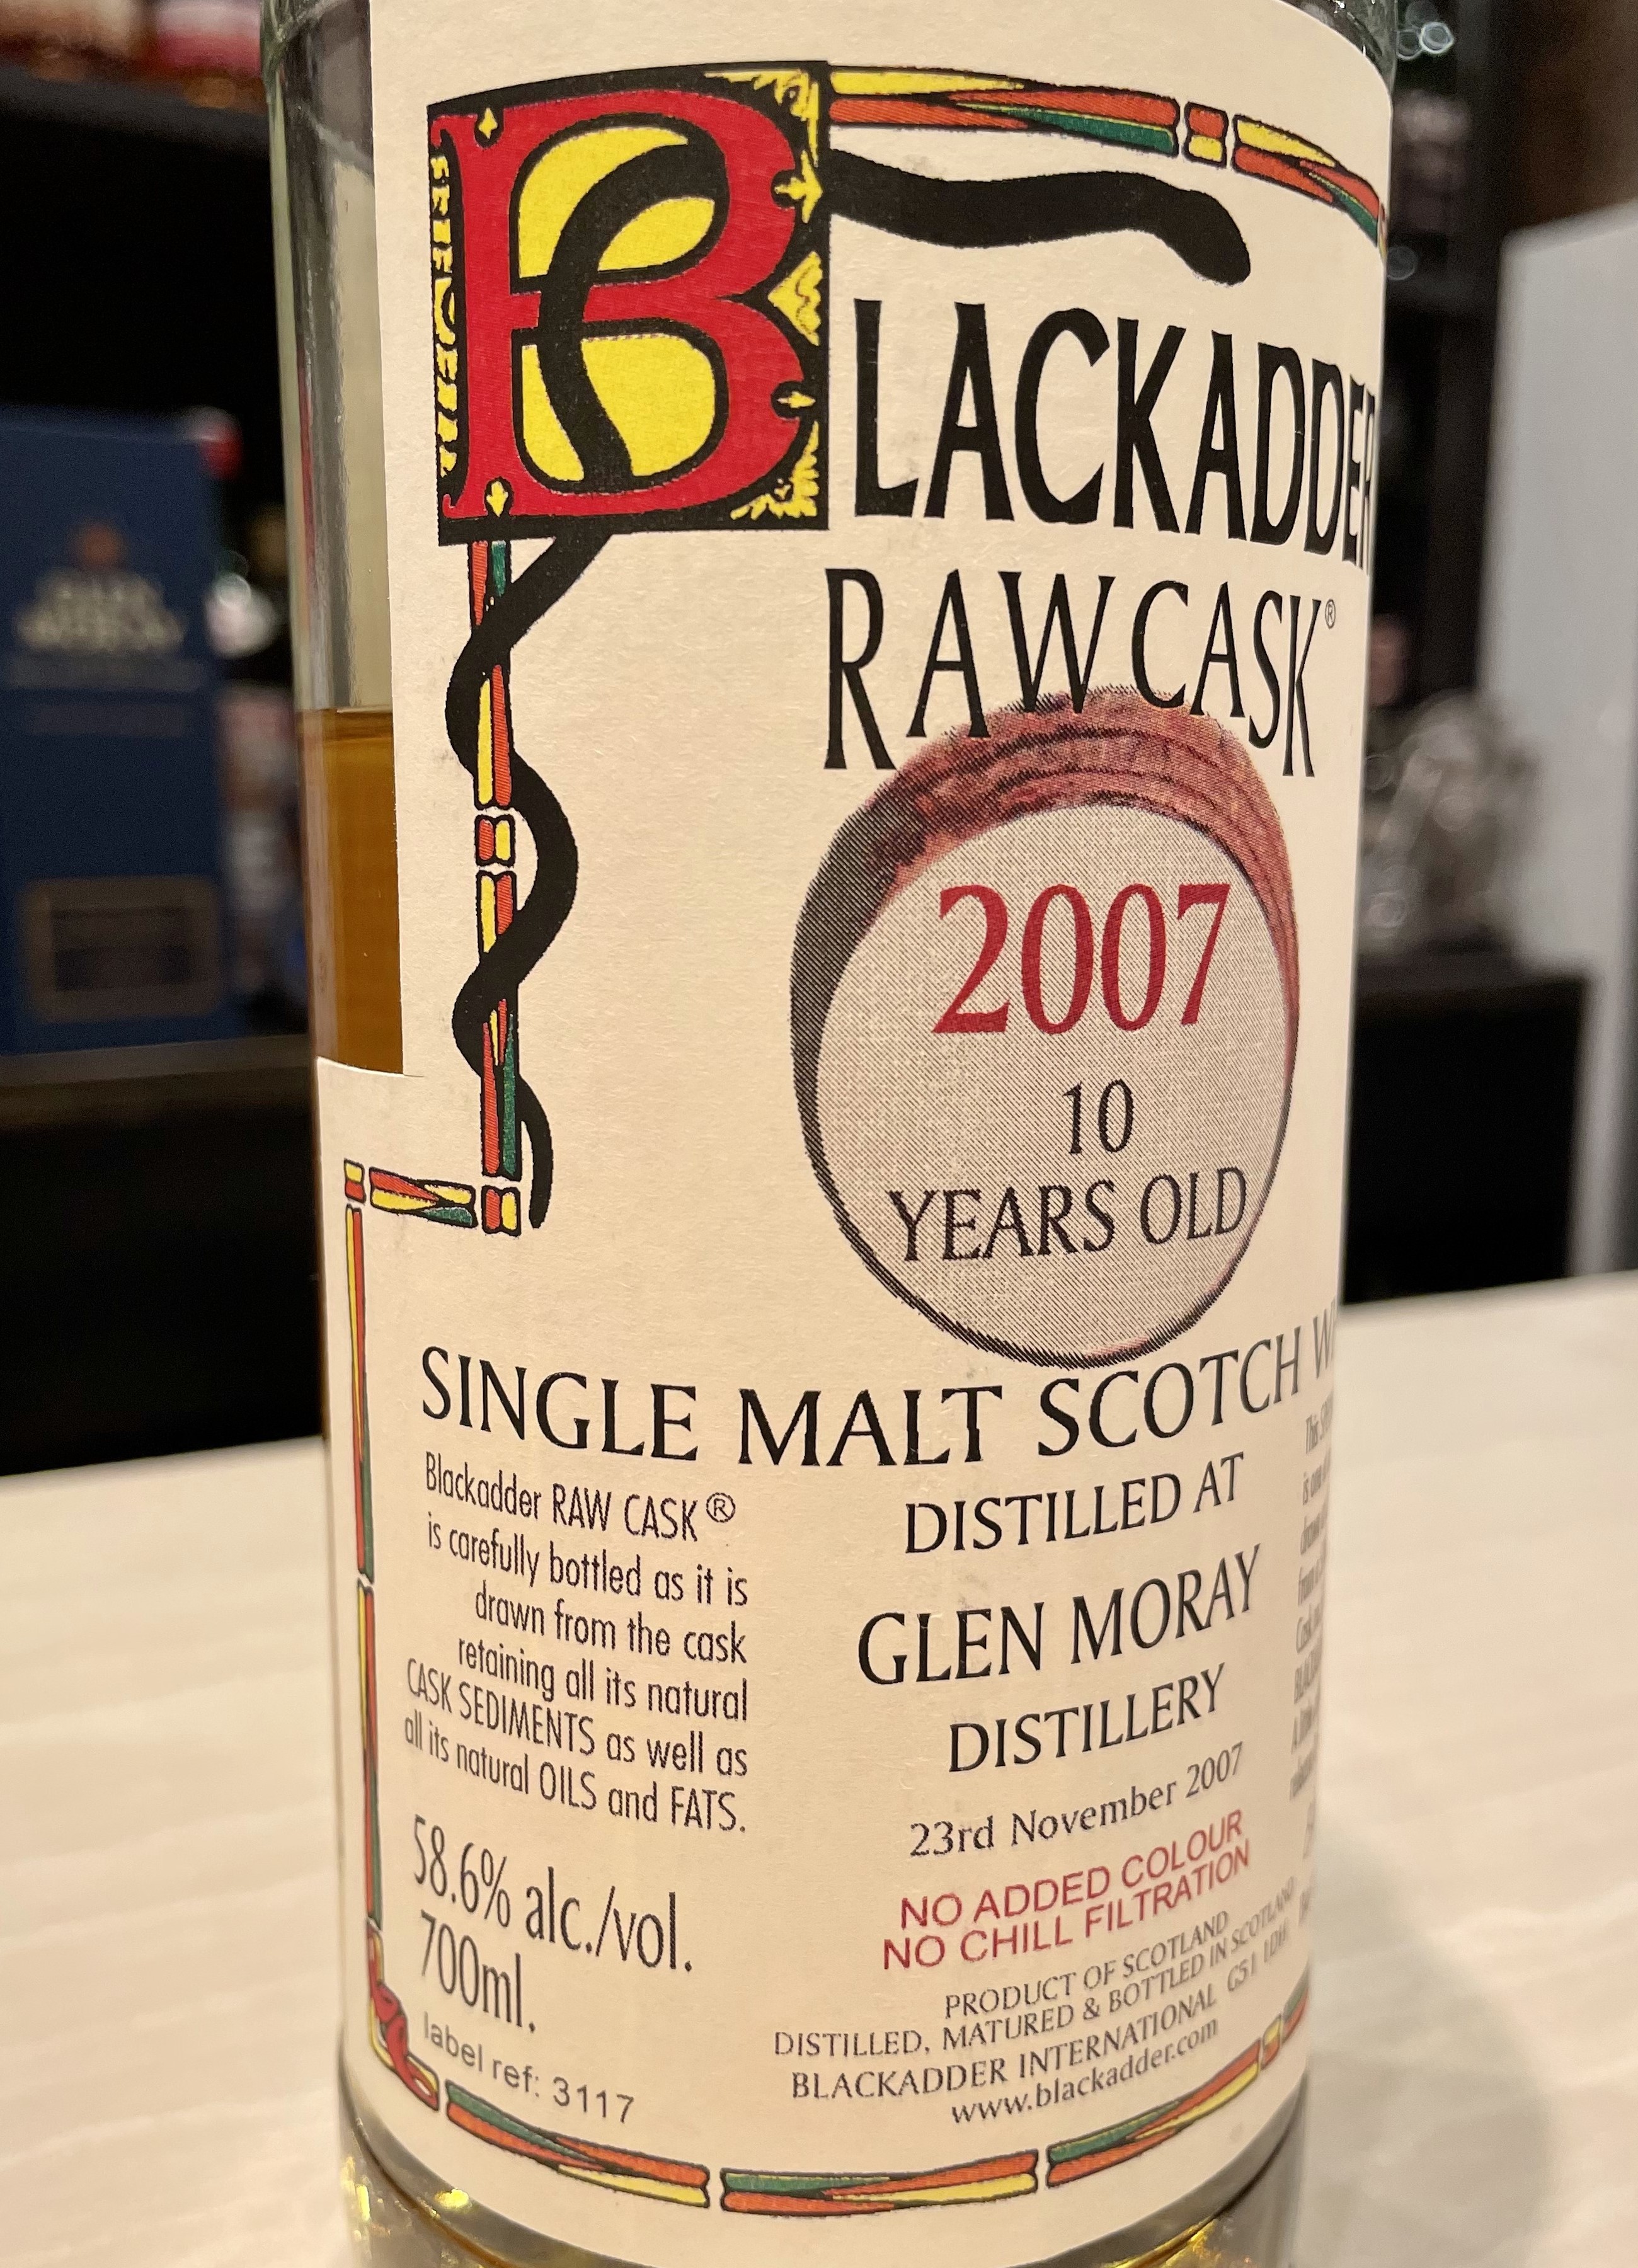 BLACKADDER
RAW CASK®
2007
10
YEARS OLD
SINGLE MALT SCOTCH
Blackadder RAW CASK®
is carefully bottled as it is
drawn from the cask
retaining all its natural
CASK SEDIMENTS as well as
all its natural OILS and FATS.
58.6% alc./vol.
700ml.
label ref: 3117
DISTILLED AT
GLEN MORAY
DISTILLERY
23rd November 2007
NO ADDED COLOUR
NO CHILL FILTRATION
PRODUCT OF SCOTLAND
DISTILLED, MATURED & BOTTLED IN SCOTLAND
BLACKADDER INTERNATIONAL G51 1DH
www.blackadder.com